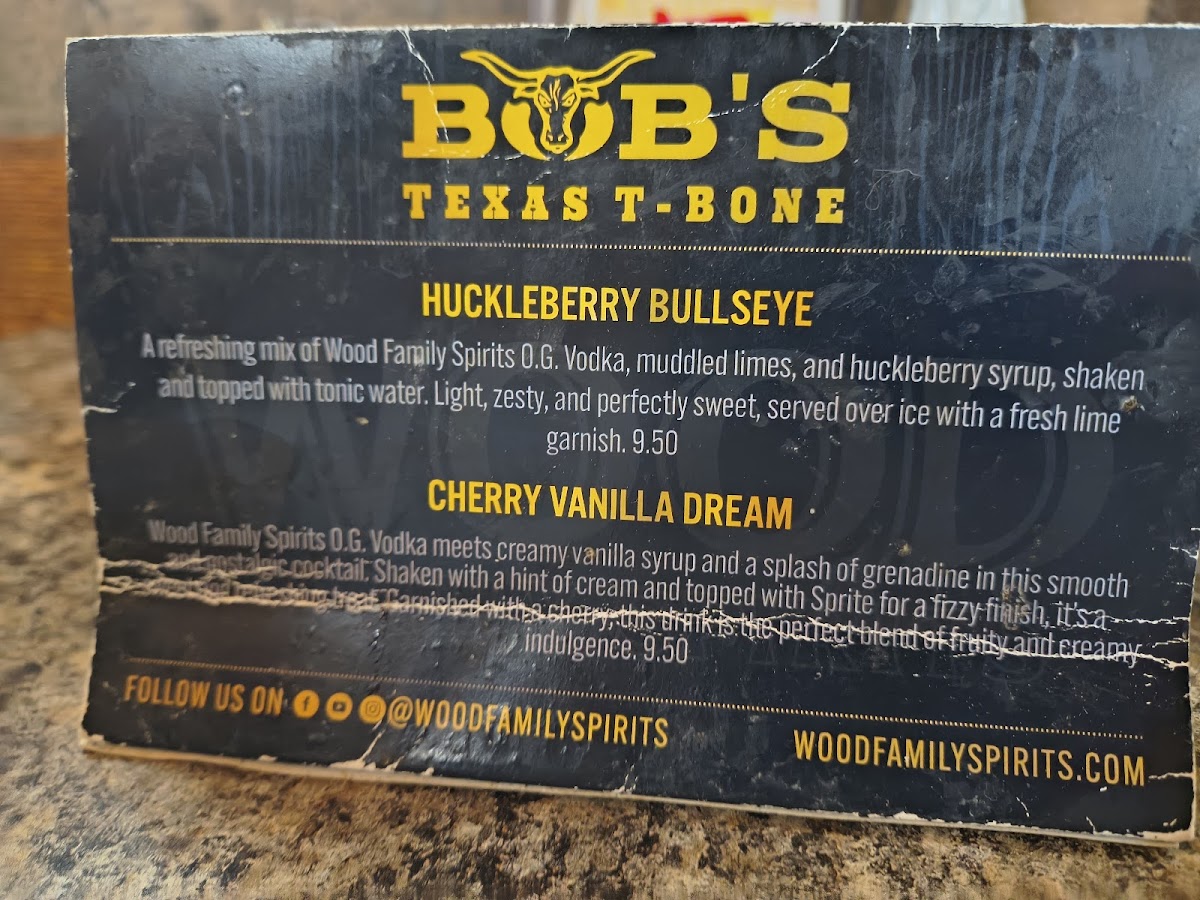 BOB'S
TEXAS T-BONE
HUCKLEBERRY BULLSEYE
A refreshing mix of Wood Family Spirits O.G. Vodka, muddled limes, and huckleberry syrup, shaken
and topped with tonic water. Light, zesty, and perfectly sweet, served over ice with a fresh lime
garnish. 9.50
CHERRY VANILLA DREAM
Wood Family Spirits O.G. Vodka meets creamy vanilla syrup and a splash of grenadine in this smooth
and nostalgic cocktail. Shaken with a hint of cream and topped with Sprite for a fizzy finish, it's a
treat. Garnished with a cherry, this drink is the perfect blend of fruity and creamy
indulgence. 9.50
FOLLOW US ON @WOODFAMILYSPIRITS
WOODFAMILYSPIRITS.COM
WOOD